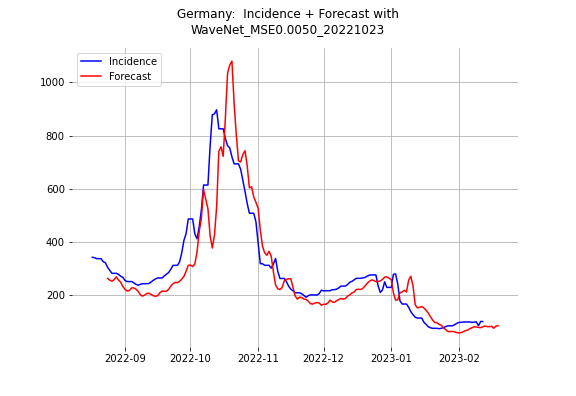 Germany:  Incidence + Forecast with
WaveNet_MSE0.0050_20221023
Incidence
Forecast
1000
800
600
400
200
2022-09
2022-10
2022-11
2022-12
2023-01
2023-02